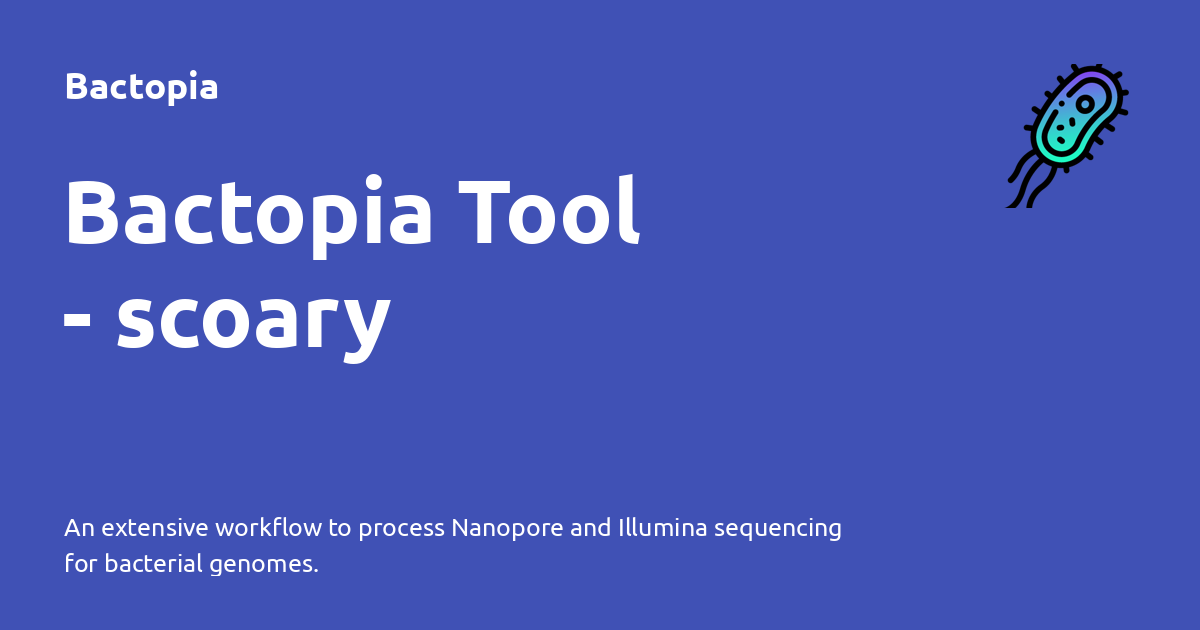 Bactopia
Bactopia Tool
- scoary
An extensive workflow to process Nanopore and Illumina sequencing
for bacterial genomes.